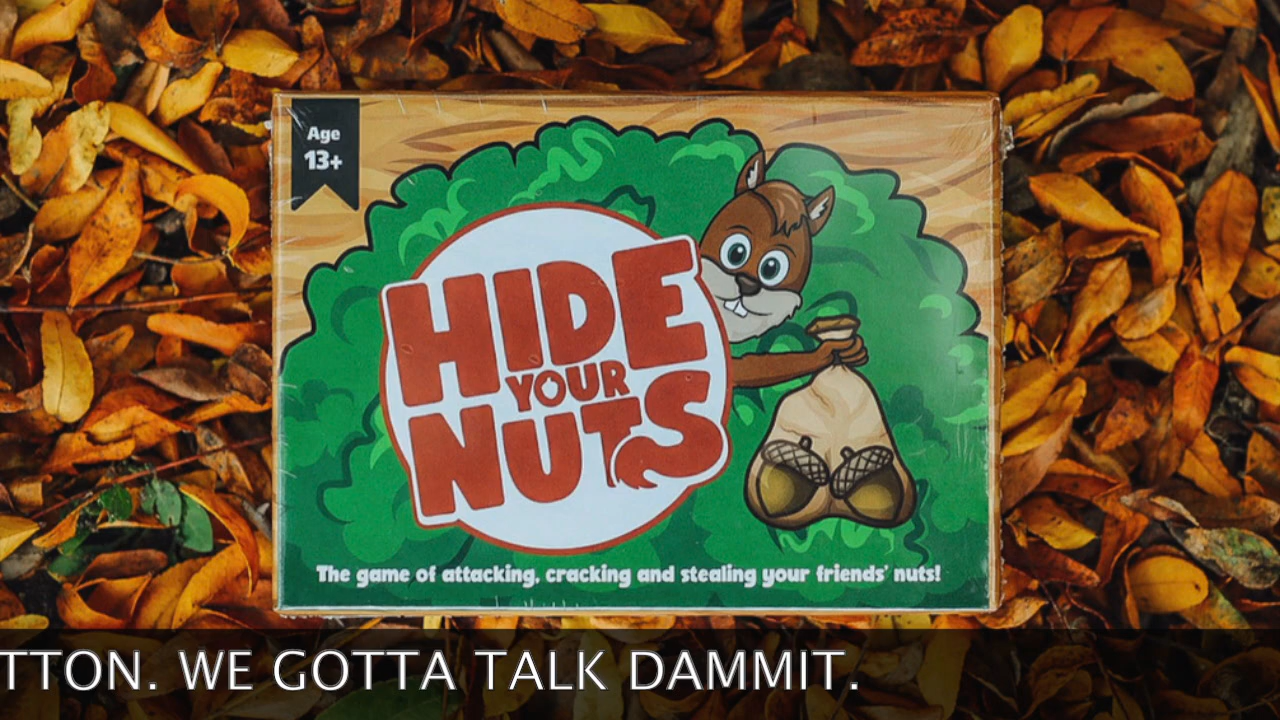 Age
13+
HIDE
YOUR
NUTS
The game of attacking, cracking and stealing your friends' nuts!
TTON. WE GOTTA TALK DAMMIT.